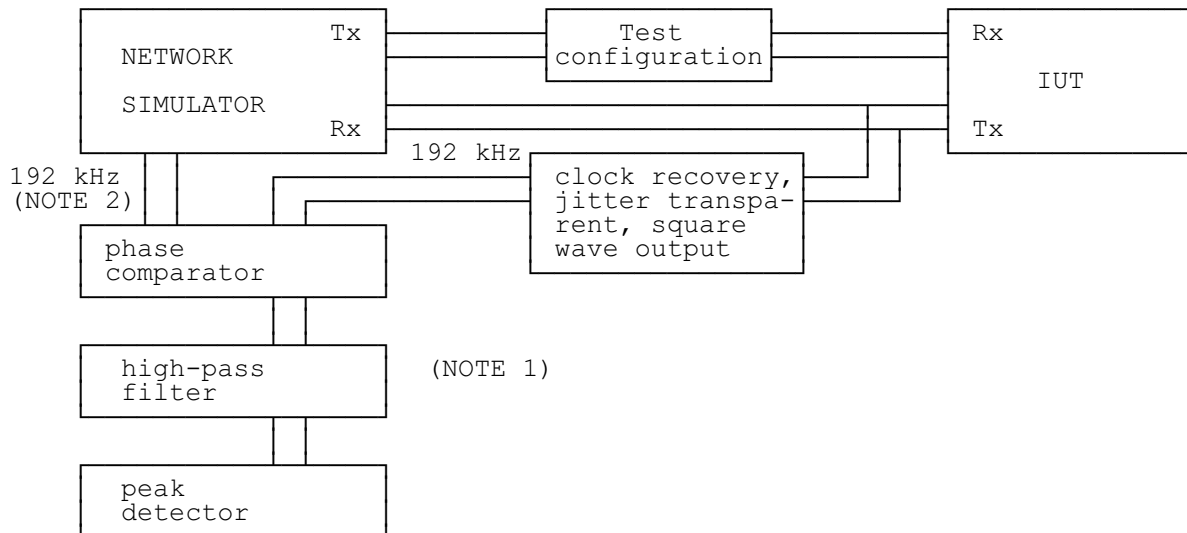 Tx
NETWORK
SIMULATOR
Rx
Test
configuration
Rx
IUT
Tx
192 kHz
(NOTE 2)
192 kHz
clock recovery,
jitter transpa-
rent, square
wave output
phase
comparator
high-pass
filter
(NOTE 1)
peak
detector